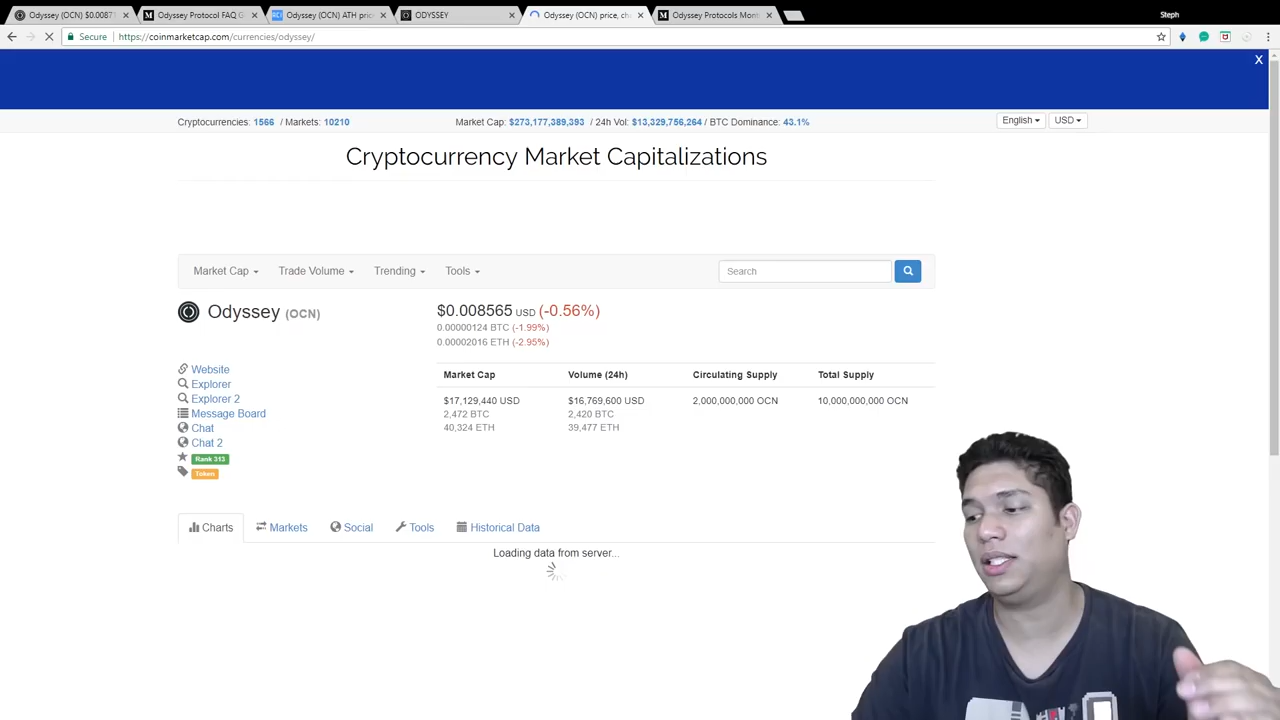 Odyssey (OCN) $0.0087
Odyssey Protocol FAQ G
Odyssey (OCN) ATH price
ODYSSEY
Odyssey (OCN) price, ch
Odyssey Protocols Mont
Steph
Secure
https://coinmarketcap.com/currencies/odyssey/
X
Cryptocurrencies: 1566 / Markets: 10210
Market Cap: $273,177,389,393 / 24h Vol: $13,329,756,264 / BTC Dominance: 43.1%
English
USD
Cryptocurrency Market Capitalizations
Market Cap
Trade Volume
Trending
Tools
Search
Odyssey (OCN)
$0.008565 USD (-0.56%)
0.00000124 BTC (-1.99%)
0.00002016 ETH (-2.95%)
Website
Explorer
Explorer 2
Message Board
Chat
Chat 2
Rank 313
Token
Market Cap
Volume (24h)
Circulating Supply
Total Supply
$17,129,440 USD
$16,769,600 USD
2,000,000,000 OCN
10,000,000,000 OCN
2,472 BTC
2,420 BTC
40,324 ETH
39,477 ETH
Charts
Markets
Social
Tools
Historical Data
Loading data from server...